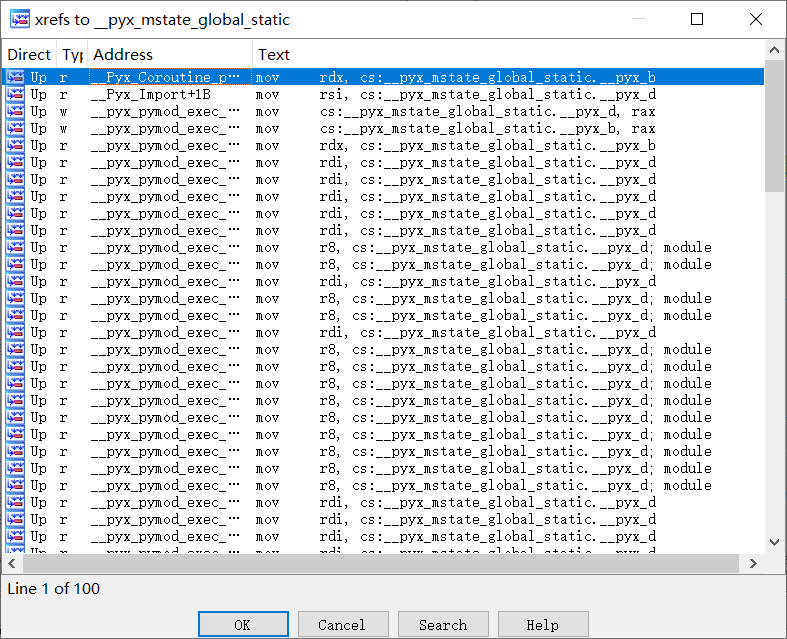 xrefs to __pyx_mstate_global_static
Direct Typ Address Text
Up r __Pyx_Coroutine_p… mov rdx, cs:__pyx_mstate_global_static.__pyx_b
Up r __Pyx_Import+1B mov rsi, cs:__pyx_mstate_global_static.__pyx_d
Up w __pyx_pymod_exec_… mov cs:__pyx_mstate_global_static.__pyx_d, rax
Up w __pyx_pymod_exec_… mov cs:__pyx_mstate_global_static.__pyx_b, rax
Up r __pyx_pymod_exec_… mov rdx, cs:__pyx_mstate_global_static.__pyx_b
Up r __pyx_pymod_exec_… mov rdi, cs:__pyx_mstate_global_static.__pyx_d
Up r __pyx_pymod_exec_… mov rdi, cs:__pyx_mstate_global_static.__pyx_d
Up r __pyx_pymod_exec_… mov rdi, cs:__pyx_mstate_global_static.__pyx_d
Up r __pyx_pymod_exec_… mov rdi, cs:__pyx_mstate_global_static.__pyx_d
Up r __pyx_pymod_exec_… mov rdi, cs:__pyx_mstate_global_static.__pyx_d
Up r __pyx_pymod_exec_… mov r8, cs:__pyx_mstate_global_static.__pyx_d; module
Up r __pyx_pymod_exec_… mov r8, cs:__pyx_mstate_global_static.__pyx_d; module
Up r __pyx_pymod_exec_… mov rdi, cs:__pyx_mstate_global_static.__pyx_d
Up r __pyx_pymod_exec_… mov r8, cs:__pyx_mstate_global_static.__pyx_d; module
Up r __pyx_pymod_exec_… mov r8, cs:__pyx_mstate_global_static.__pyx_d; module
Up r __pyx_pymod_exec_… mov rdi, cs:__pyx_mstate_global_static.__pyx_d
Up r __pyx_pymod_exec_… mov r8, cs:__pyx_mstate_global_static.__pyx_d; module
Up r __pyx_pymod_exec_… mov r8, cs:__pyx_mstate_global_static.__pyx_d; module
Up r __pyx_pymod_exec_… mov r8, cs:__pyx_mstate_global_static.__pyx_d; module
Up r __pyx_pymod_exec_… mov r8, cs:__pyx_mstate_global_static.__pyx_d; module
Up r __pyx_pymod_exec_… mov r8, cs:__pyx_mstate_global_static.__pyx_d; module
Up r __pyx_pymod_exec_… mov r8, cs:__pyx_mstate_global_static.__pyx_d; module
Up r __pyx_pymod_exec_… mov r8, cs:__pyx_mstate_global_static.__pyx_d; module
Up r __pyx_pymod_exec_… mov r8, cs:__pyx_mstate_global_static.__pyx_d; module
Up r __pyx_pymod_exec_… mov r8, cs:__pyx_mstate_global_static.__pyx_d; module
Up r __pyx_pymod_exec_… mov rdi, cs:__pyx_mstate_global_static.__pyx_d
Up r __pyx_pymod_exec_… mov rdi, cs:__pyx_mstate_global_static.__pyx_d
Up r __pyx_pymod_exec_… mov rdi, cs:__pyx_mstate_global_static.__pyx_d
Up r __pyx_pymod_exec_… mov rdi, cs:__pyx_mstate_global_static.__pyx_d
Line 1 of 100
OK Cancel Search Help